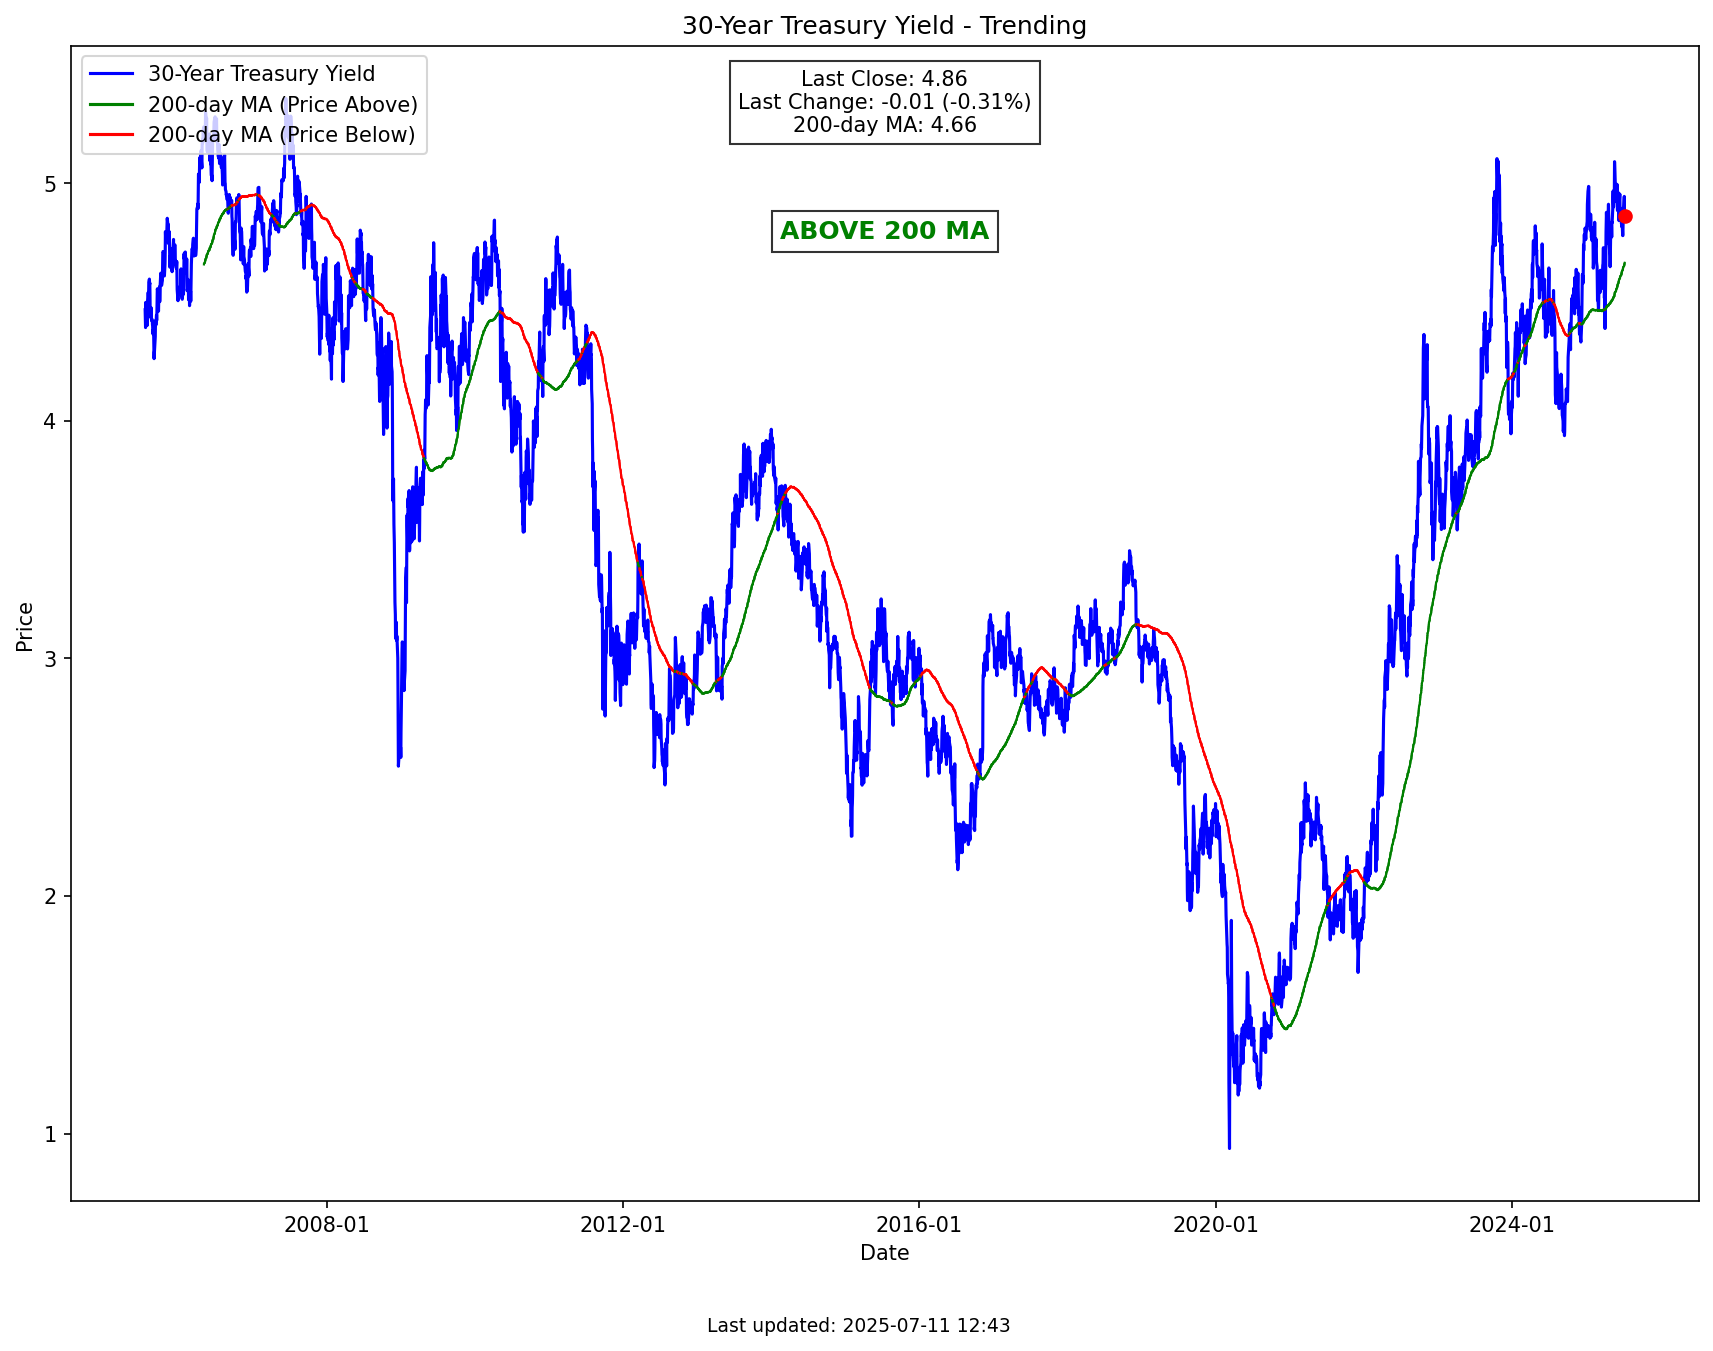 30-Year Treasury Yield - Trending
30-Year Treasury Yield
200-day MA (Price Above)
200-day MA (Price Below)
Last Close: 4.86
Last Change: -0.01 (-0.31%)
200-day MA: 4.66
ABOVE 200 MA
Price
5
4
3
2
1
2008-01
2012-01
2016-01
2020-01
2024-01
Date
Last updated: 2025-07-11 12:43